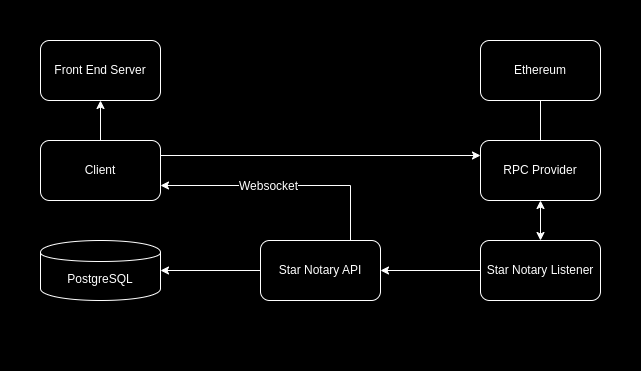 Front End Server
Ethereum
Client
RPC Provider
Websocket
PostgreSQL
Star Notary API
Star Notary Listener